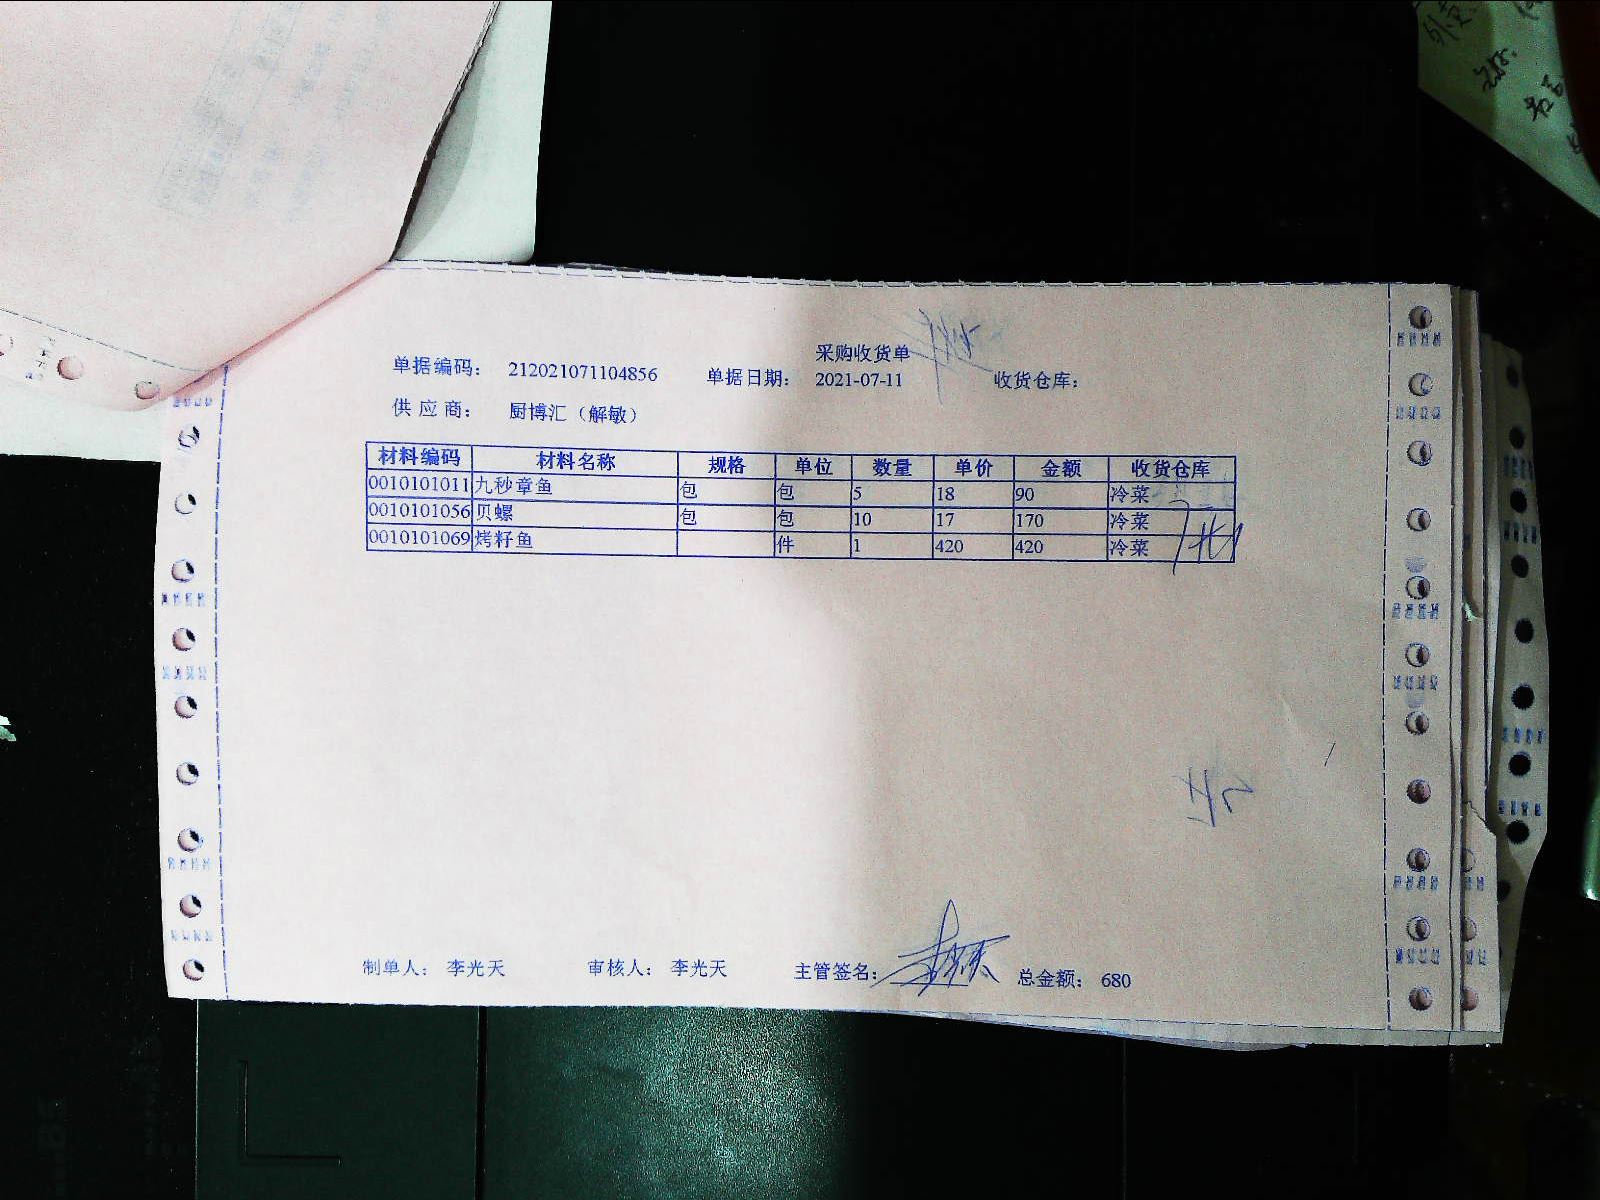 采购收货单
单据编码： 212021071104856 单据日期： 2021-07-11 收货仓库：
供 应 商： 厨博汇（解敏）
材料编码 材料名称 规格 单位 数量 单价 金额 收货仓库
0010101011 九秒章鱼 包 包 5 18 90 冷菜
0010101056 贝螺 包 包 10 17 170 冷菜
0010101069 烤籽鱼 件 1 420 420 冷菜
制单人： 李光天 审核人： 李光天 主管签名： 总金额： 680